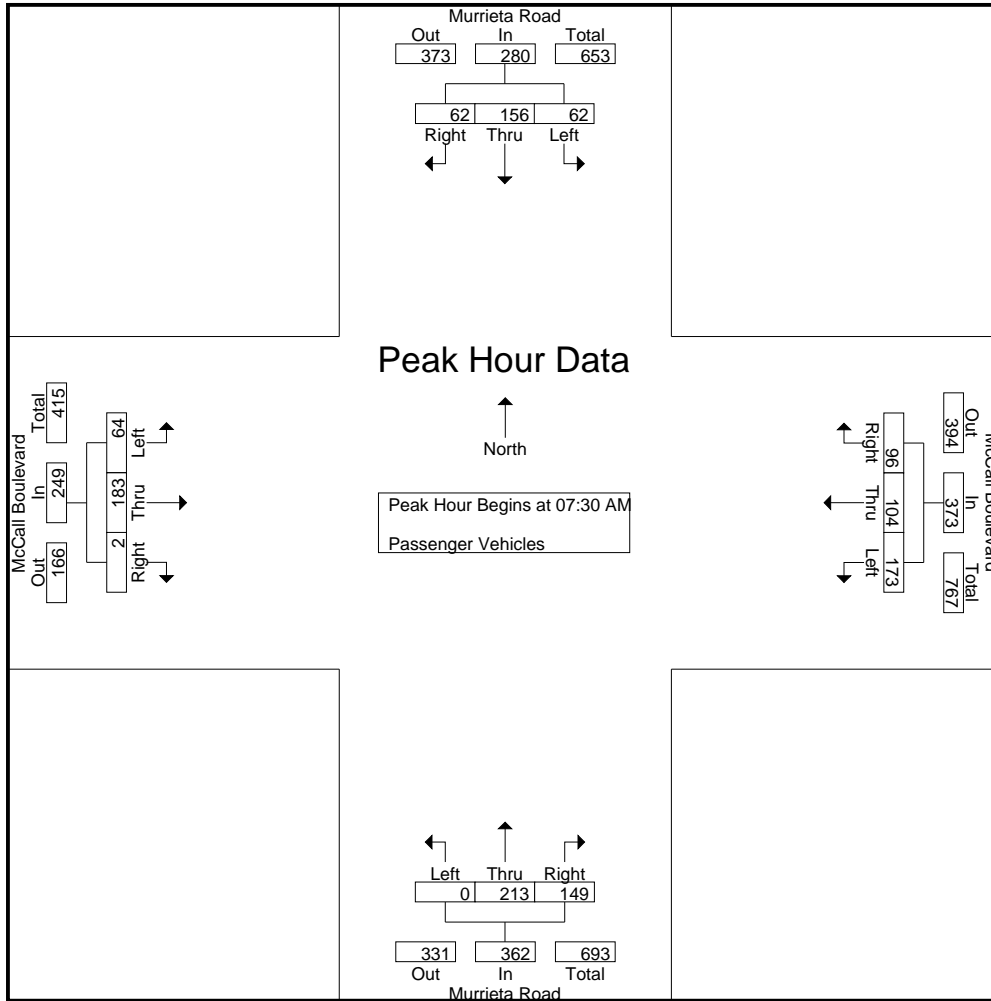 Murrieta Road
Out In Total
373 280 653
62 156 62
Right Thru Left
Peak Hour Data
North
Peak Hour Begins at 07:30 AM
Passenger Vehicles
McCall Boulevard
Total In Out
415 249 166
64 183 2
Left Thru Right
Right Thru Left
96 104 173
Out In Total
394 373 767
McCall Boulevard
Left Thru Right
0 213 149
331 362 693
Out In Total
Murrieta Road